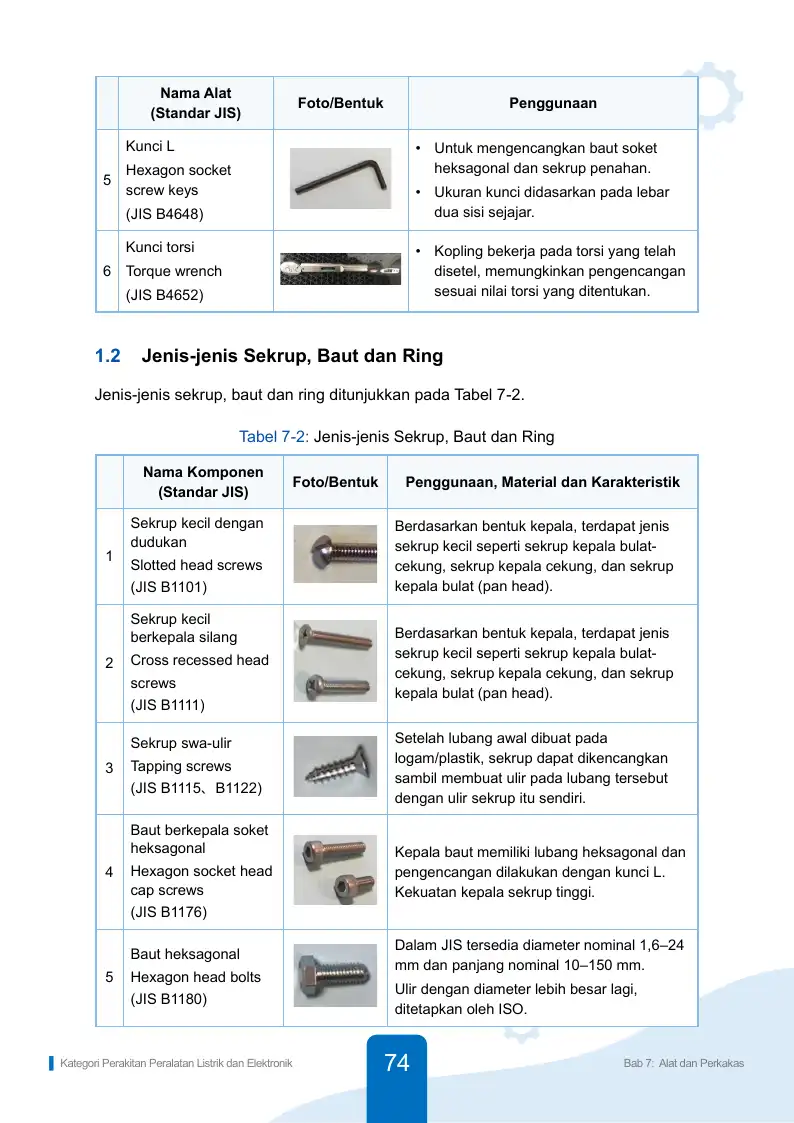 Nama Alat
(Standar JIS)
Foto/Bentuk
Penggunaan
5
Kunci L
Hexagon socket
screw keys
(JIS B4648)
• Untuk mengencangkan baut soket
heksagonal dan sekrup penahan.
• Ukuran kunci didasarkan pada lebar
dua sisi sejajar.
6
Kunci torsi
Torque wrench
(JIS B4652)
• Kopling bekerja pada torsi yang telah
disetel, memungkinkan pengencangan
sesuai nilai torsi yang ditentukan.
1.2 Jenis-jenis Sekrup, Baut dan Ring
Jenis-jenis sekrup, baut dan ring ditunjukkan pada Tabel 7-2.
Tabel 7-2: Jenis-jenis Sekrup, Baut dan Ring
Nama Komponen
(Standar JIS)
Foto/Bentuk
Penggunaan, Material dan Karakteristik
1
Sekrup kecil dengan
dudukan
Slotted head screws
(JIS B1101)
Berdasarkan bentuk kepala, terdapat jenis
sekrup kecil seperti sekrup kepala bulat-
cekung, sekrup kepala cekung, dan sekrup
kepala bulat (pan head).
2
Sekrup kecil
berkepala silang
Cross recessed head
screws
(JIS B1111)
Berdasarkan bentuk kepala, terdapat jenis
sekrup kecil seperti sekrup kepala bulat-
cekung, sekrup kepala cekung, dan sekrup
kepala bulat (pan head).
3
Sekrup swa-ulir
Tapping screws
(JIS B1115、B1122)
Setelah lubang awal dibuat pada
logam/plastik, sekrup dapat dikencangkan
sambil membuat ulir pada lubang tersebut
dengan ulir sekrup itu sendiri.
4
Baut berkepala soket
heksagonal
Hexagon socket head
cap screws
(JIS B1176)
Kepala baut memiliki lubang heksagonal dan
pengencangan dilakukan dengan kunci L.
Kekuatan kepala sekrup tinggi.
5
Baut heksagonal
Hexagon head bolts
(JIS B1180)
Dalam JIS tersedia diameter nominal 1,6–24
mm dan panjang nominal 10–150 mm.
Ulir dengan diameter lebih besar lagi,
ditetapkan oleh ISO.
Kategori Perakitan Peralatan Listrik dan Elektronik
74
Bab 7: Alat dan Perkakas